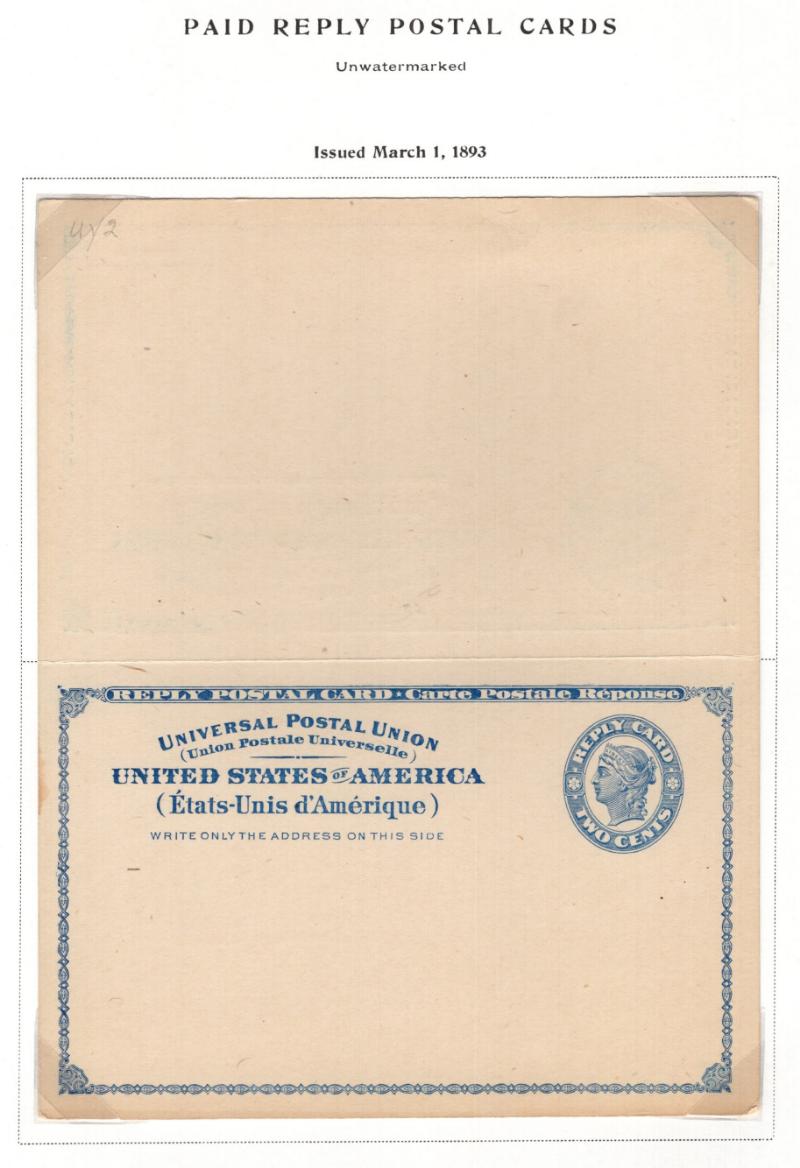 PAID REPLY POSTAL CARDS
Unwatermarked
Issued March 1, 1893
UY2
REPLY POSTAL CARD · Carte Postale Réponse
UNIVERSAL POSTAL UNION
(Union Postale Universelle)
UNITED STATES OF AMERICA
(États-Unis d'Amérique)
WRITE ONLY THE ADDRESS ON THIS SIDE
REPLY CARD
TWO CENTS